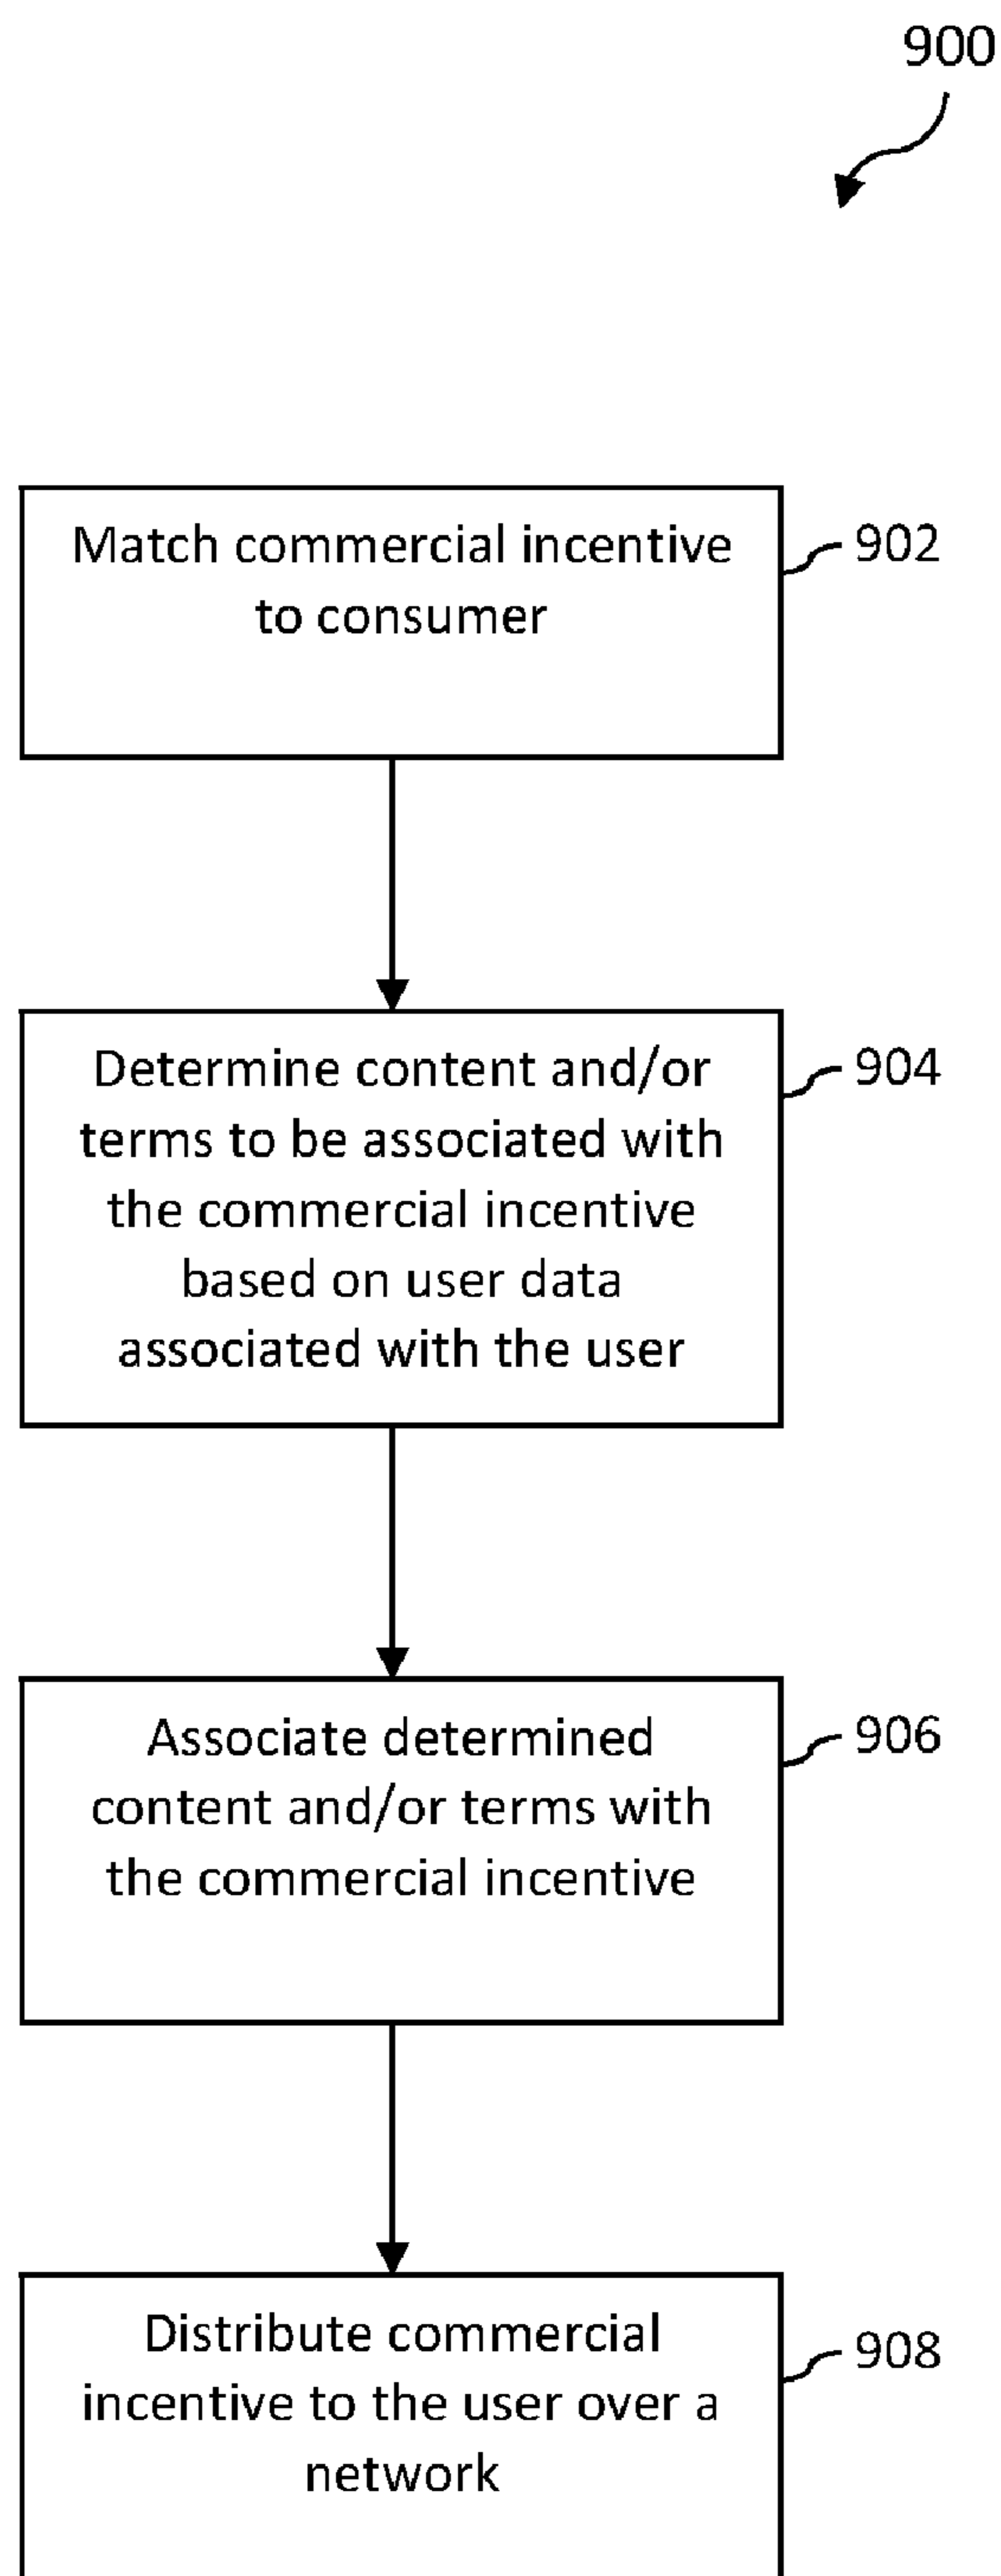 900
Match commercial incentive
to consumer
902
Determine content and/or
terms to be associated with
the commercial incentive
based on user data
associated with the user
904
Associate determined
content and/or terms with
the commercial incentive
906
Distribute commercial
incentive to the user over a
network
908